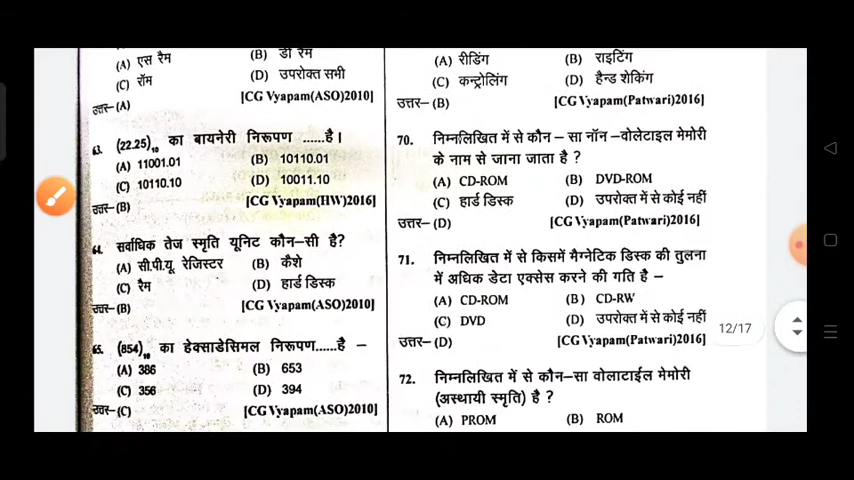 (A) एस रैम (B) डी रैम
(C) रॉम (D) उपरोक्त सभी
उत्तर– (A) [CG Vyapam(ASO)2010]
63. (22.25)₁₀ का बायनेरी निरूपण ......है।
(A) 11001.01 (B) 10110.01
(C) 10110.10 (D) 10011.10
उत्तर– (B) [CG Vyapam(HW)2016]
64. सर्वाधिक तेज स्मृति यूनिट कौन–सी है?
(A) सी.पी.यू. रेजिस्टर (B) कैशे
(C) रैम (D) हार्ड डिस्क
उत्तर– (B) [CG Vyapam(ASO)2010]
65. (854)₁₀ का हेक्साडेसिमल निरूपण......है –
(A) 386 (B) 653
(C) 356 (D) 394
उत्तर– (C) [CG Vyapam(ASO)2010]
(A) रीडिंग (B) राइटिंग
(C) कन्ट्रोलिंग (D) हैन्ड शेकिंग
उत्तर– (B) [CG Vyapam(Patwari)2016]
70. निम्नलिखित में से कौन – सा नॉन –वोलेटाइल मेमोरी
के नाम से जाना जाता है ?
(A) CD-ROM (B) DVD-ROM
(C) हार्ड डिस्क (D) उपरोक्त में से कोई नहीं
उत्तर– (D) [CG Vyapam(Patwari)2016]
71. निम्नलिखित में से किसमें मैग्नेटिक डिस्क की तुलना
में अधिक डेटा एक्सेस करने की गति है –
(A) CD-ROM (B) CD-RW
(C) DVD (D) उपरोक्त में से कोई नहीं
उत्तर– (D) [CG Vyapam(Patwari)2016]
72. निम्नलिखित में से कौन–सा वोलाटाईल मेमोरी
(अस्थायी स्मृति) है ?
(A) PROM (B) ROM
12/17